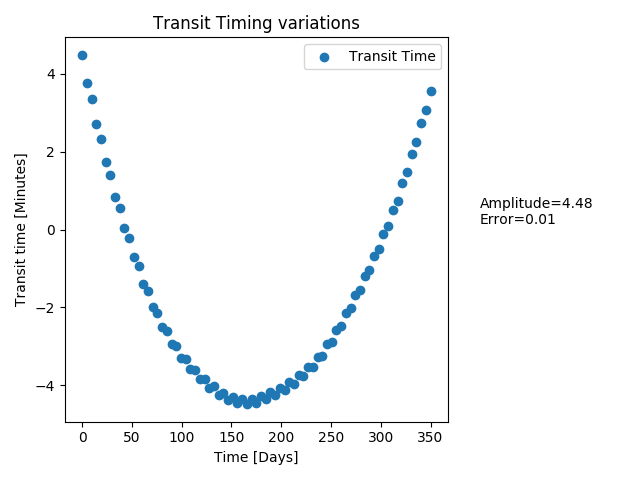 Transit Timing variations
Transit Time
4
2
0
−2
−4
Transit time [Minutes]
0 50 100 150 200 250 300 350
Time [Days]
Amplitude=4.48
Error=0.01